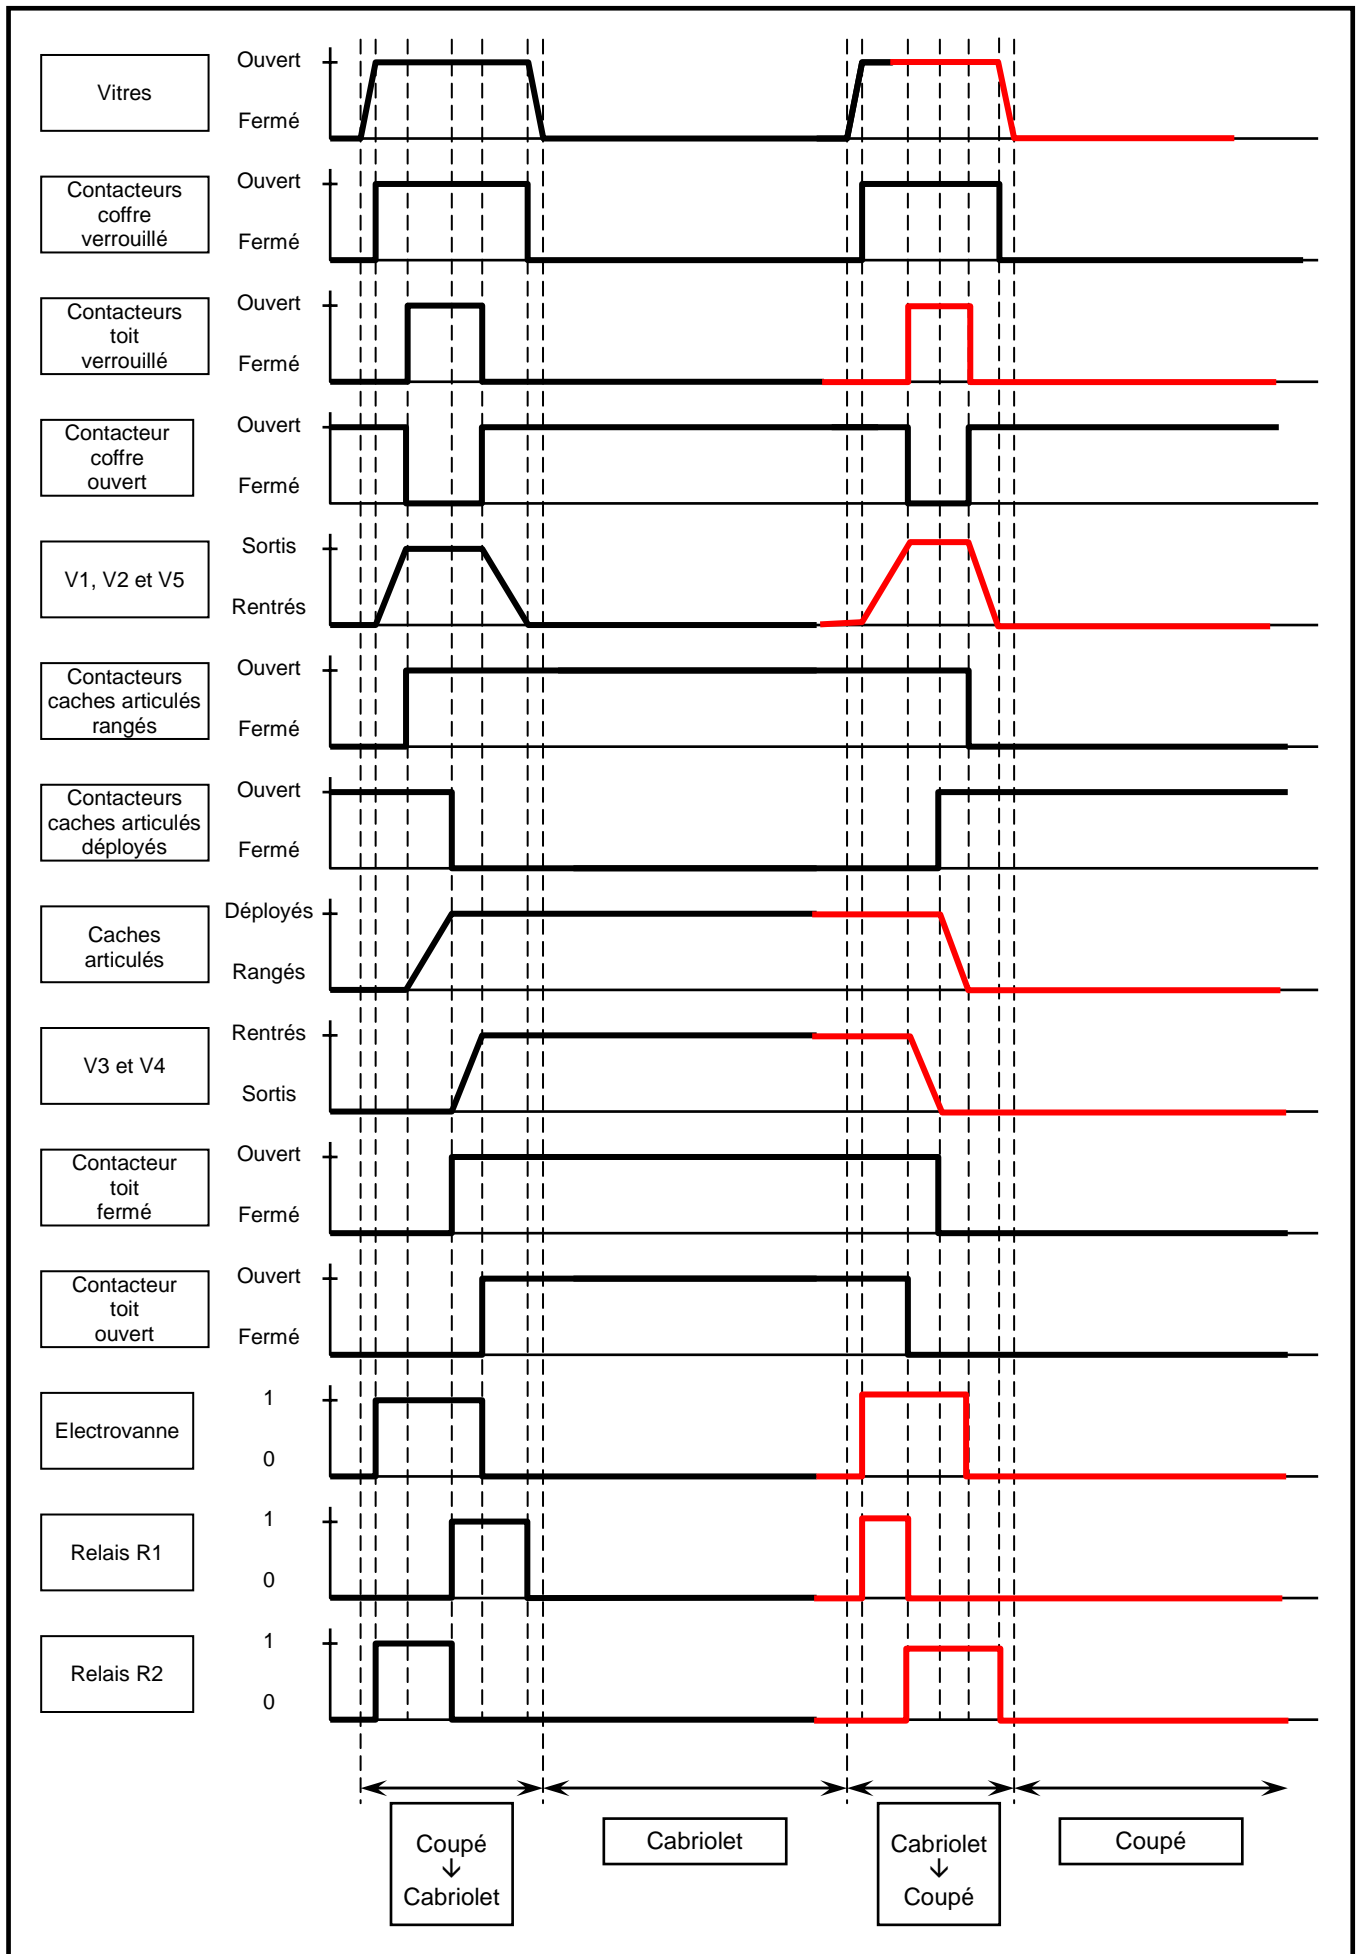 Ouvert
Vitres
Fermé
Ouvert
Contacteurs
coffre
verrouillé
Fermé
Ouvert
Contacteurs
toit
verrouillé
Fermé
Ouvert
Contacteur
coffre
ouvert
Fermé
Sortis
V1, V2 et V5
Rentrés
Ouvert
Contacteurs
caches articulés
rangés
Fermé
Ouvert
Contacteurs
caches articulés
déployés
Fermé
Déployés
Caches
articulés
Rangés
Rentrés
V3 et V4
Sortis
Ouvert
Contacteur
toit
fermé
Fermé
Ouvert
Contacteur
toit
ouvert
Fermé
1
Electrovanne
0
1
Relais R1
0
1
Relais R2
0
Coupé
↓
Cabriolet
Cabriolet
Cabriolet
↓
Coupé
Coupé